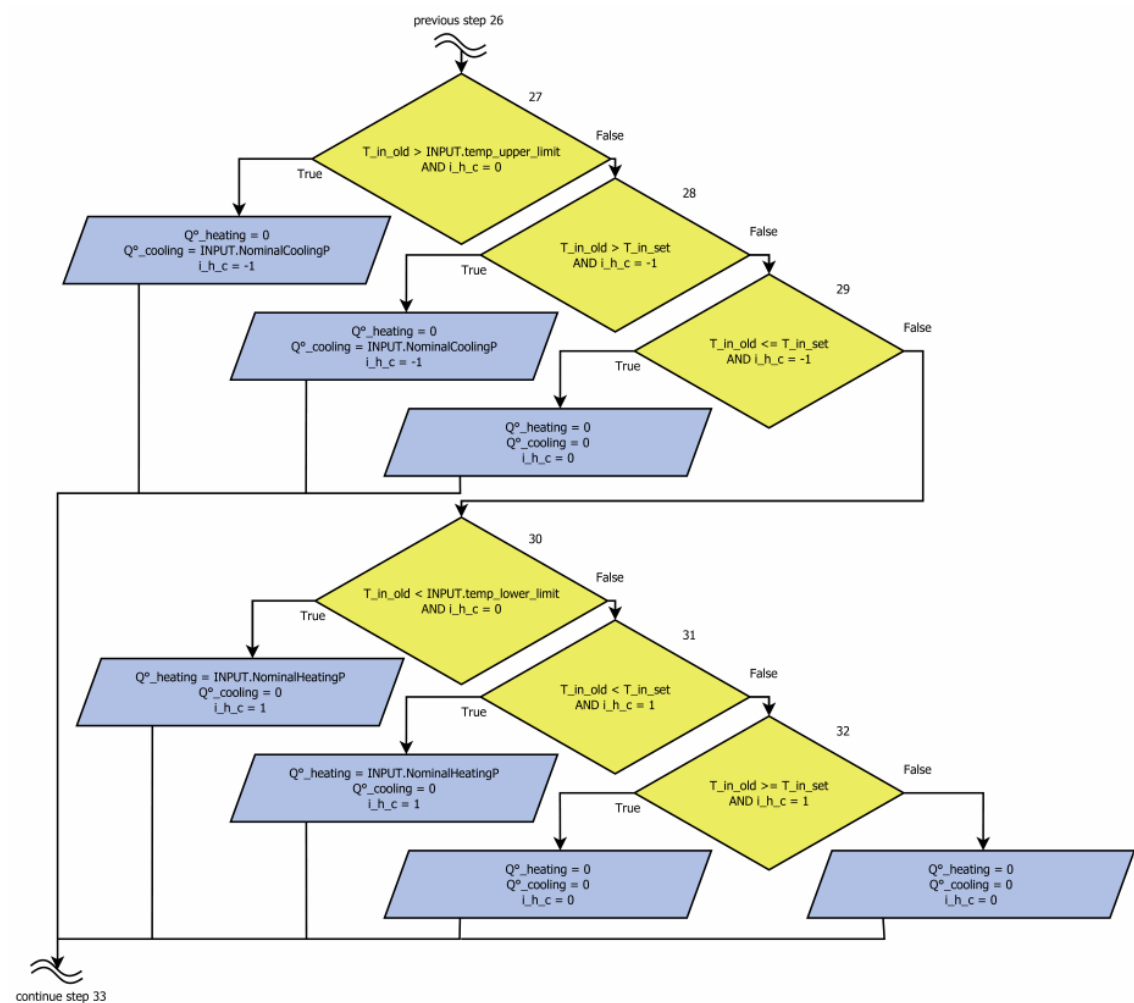 previous step 26
27
T_in_old > INPUT.temp_upper_limit
AND i_h_c = 0
True
False
Q°_heating = 0
Q°_cooling = INPUT.NominalCoolingP
i_h_c = -1
28
T_in_old > T_in_set
AND i_h_c = -1
True
False
Q°_heating = 0
Q°_cooling = INPUT.NominalCoolingP
i_h_c = -1
29
T_in_old <= T_in_set
AND i_h_c = -1
True
False
Q°_heating = 0
Q°_cooling = 0
i_h_c = 0
30
T_in_old < INPUT.temp_lower_limit
AND i_h_c = 0
True
False
Q°_heating = INPUT.NominalHeatingP
Q°_cooling = 0
i_h_c = 1
31
T_in_old < T_in_set
AND i_h_c = 1
True
False
Q°_heating = INPUT.NominalHeatingP
Q°_cooling = 0
i_h_c = 1
32
T_in_old >= T_in_set
AND i_h_c = 1
True
False
Q°_heating = 0
Q°_cooling = 0
i_h_c = 0
Q°_heating = 0
Q°_cooling = 0
i_h_c = 0
continue step 33